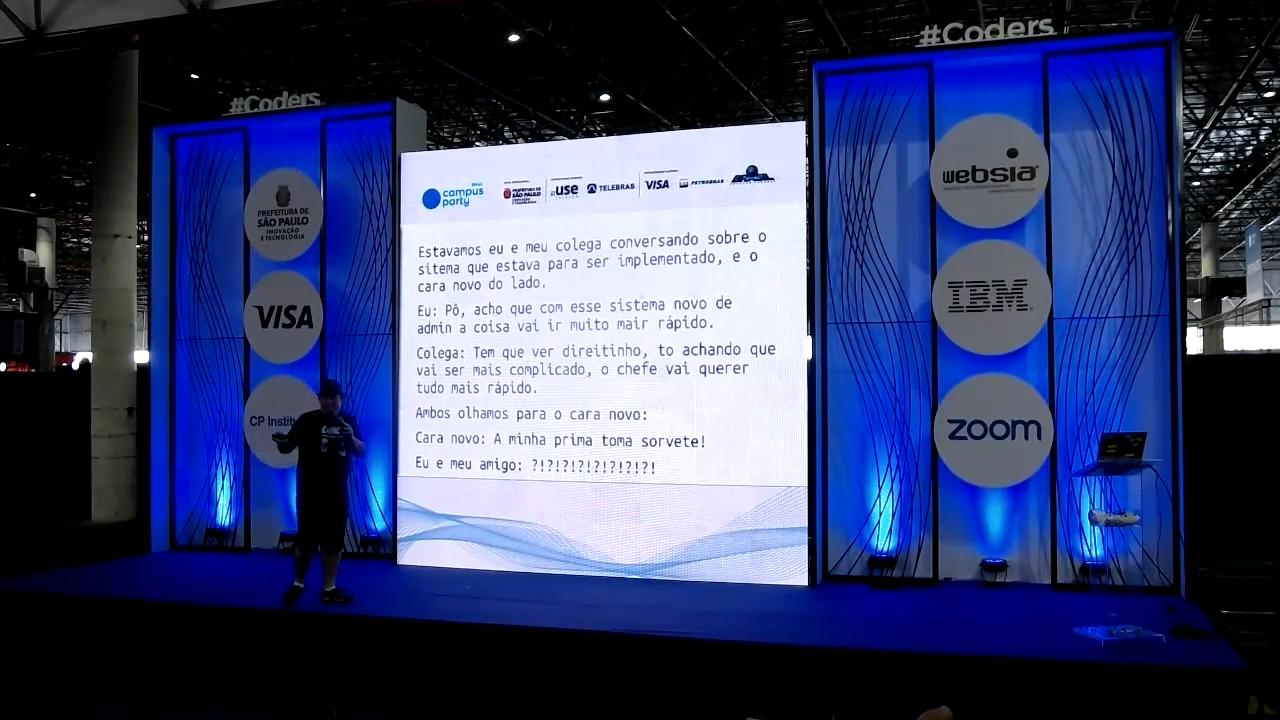 #Coders
#Coders
PREFEITURA DE
SÃO PAULO
INOVAÇÃO
E TECNOLOGIA
VISA
CP Institu
campus
party
PREFEITURA DE
SÃO PAULO
INOVAÇÃO
E TECNOLOGIA
use
TELEBRAS
VISA
PETROBRAS
Estavamos eu e meu colega conversando sobre o
sitema que estava para ser implementado, e o
cara novo do lado.
Eu: Pô, acho que com esse sistema novo de
admin a coisa vai ir muito mair rápido.
Colega: Tem que ver direitinho, to achando que
vai ser mais complicado, o chefe vai querer
tudo mais rápido.
Ambos olhamos para o cara novo:
Cara novo: A minha prima toma sorvete!
Eu e meu amigo: ?!?!?!?!?!?!?!?!
websia
IBM
zoom